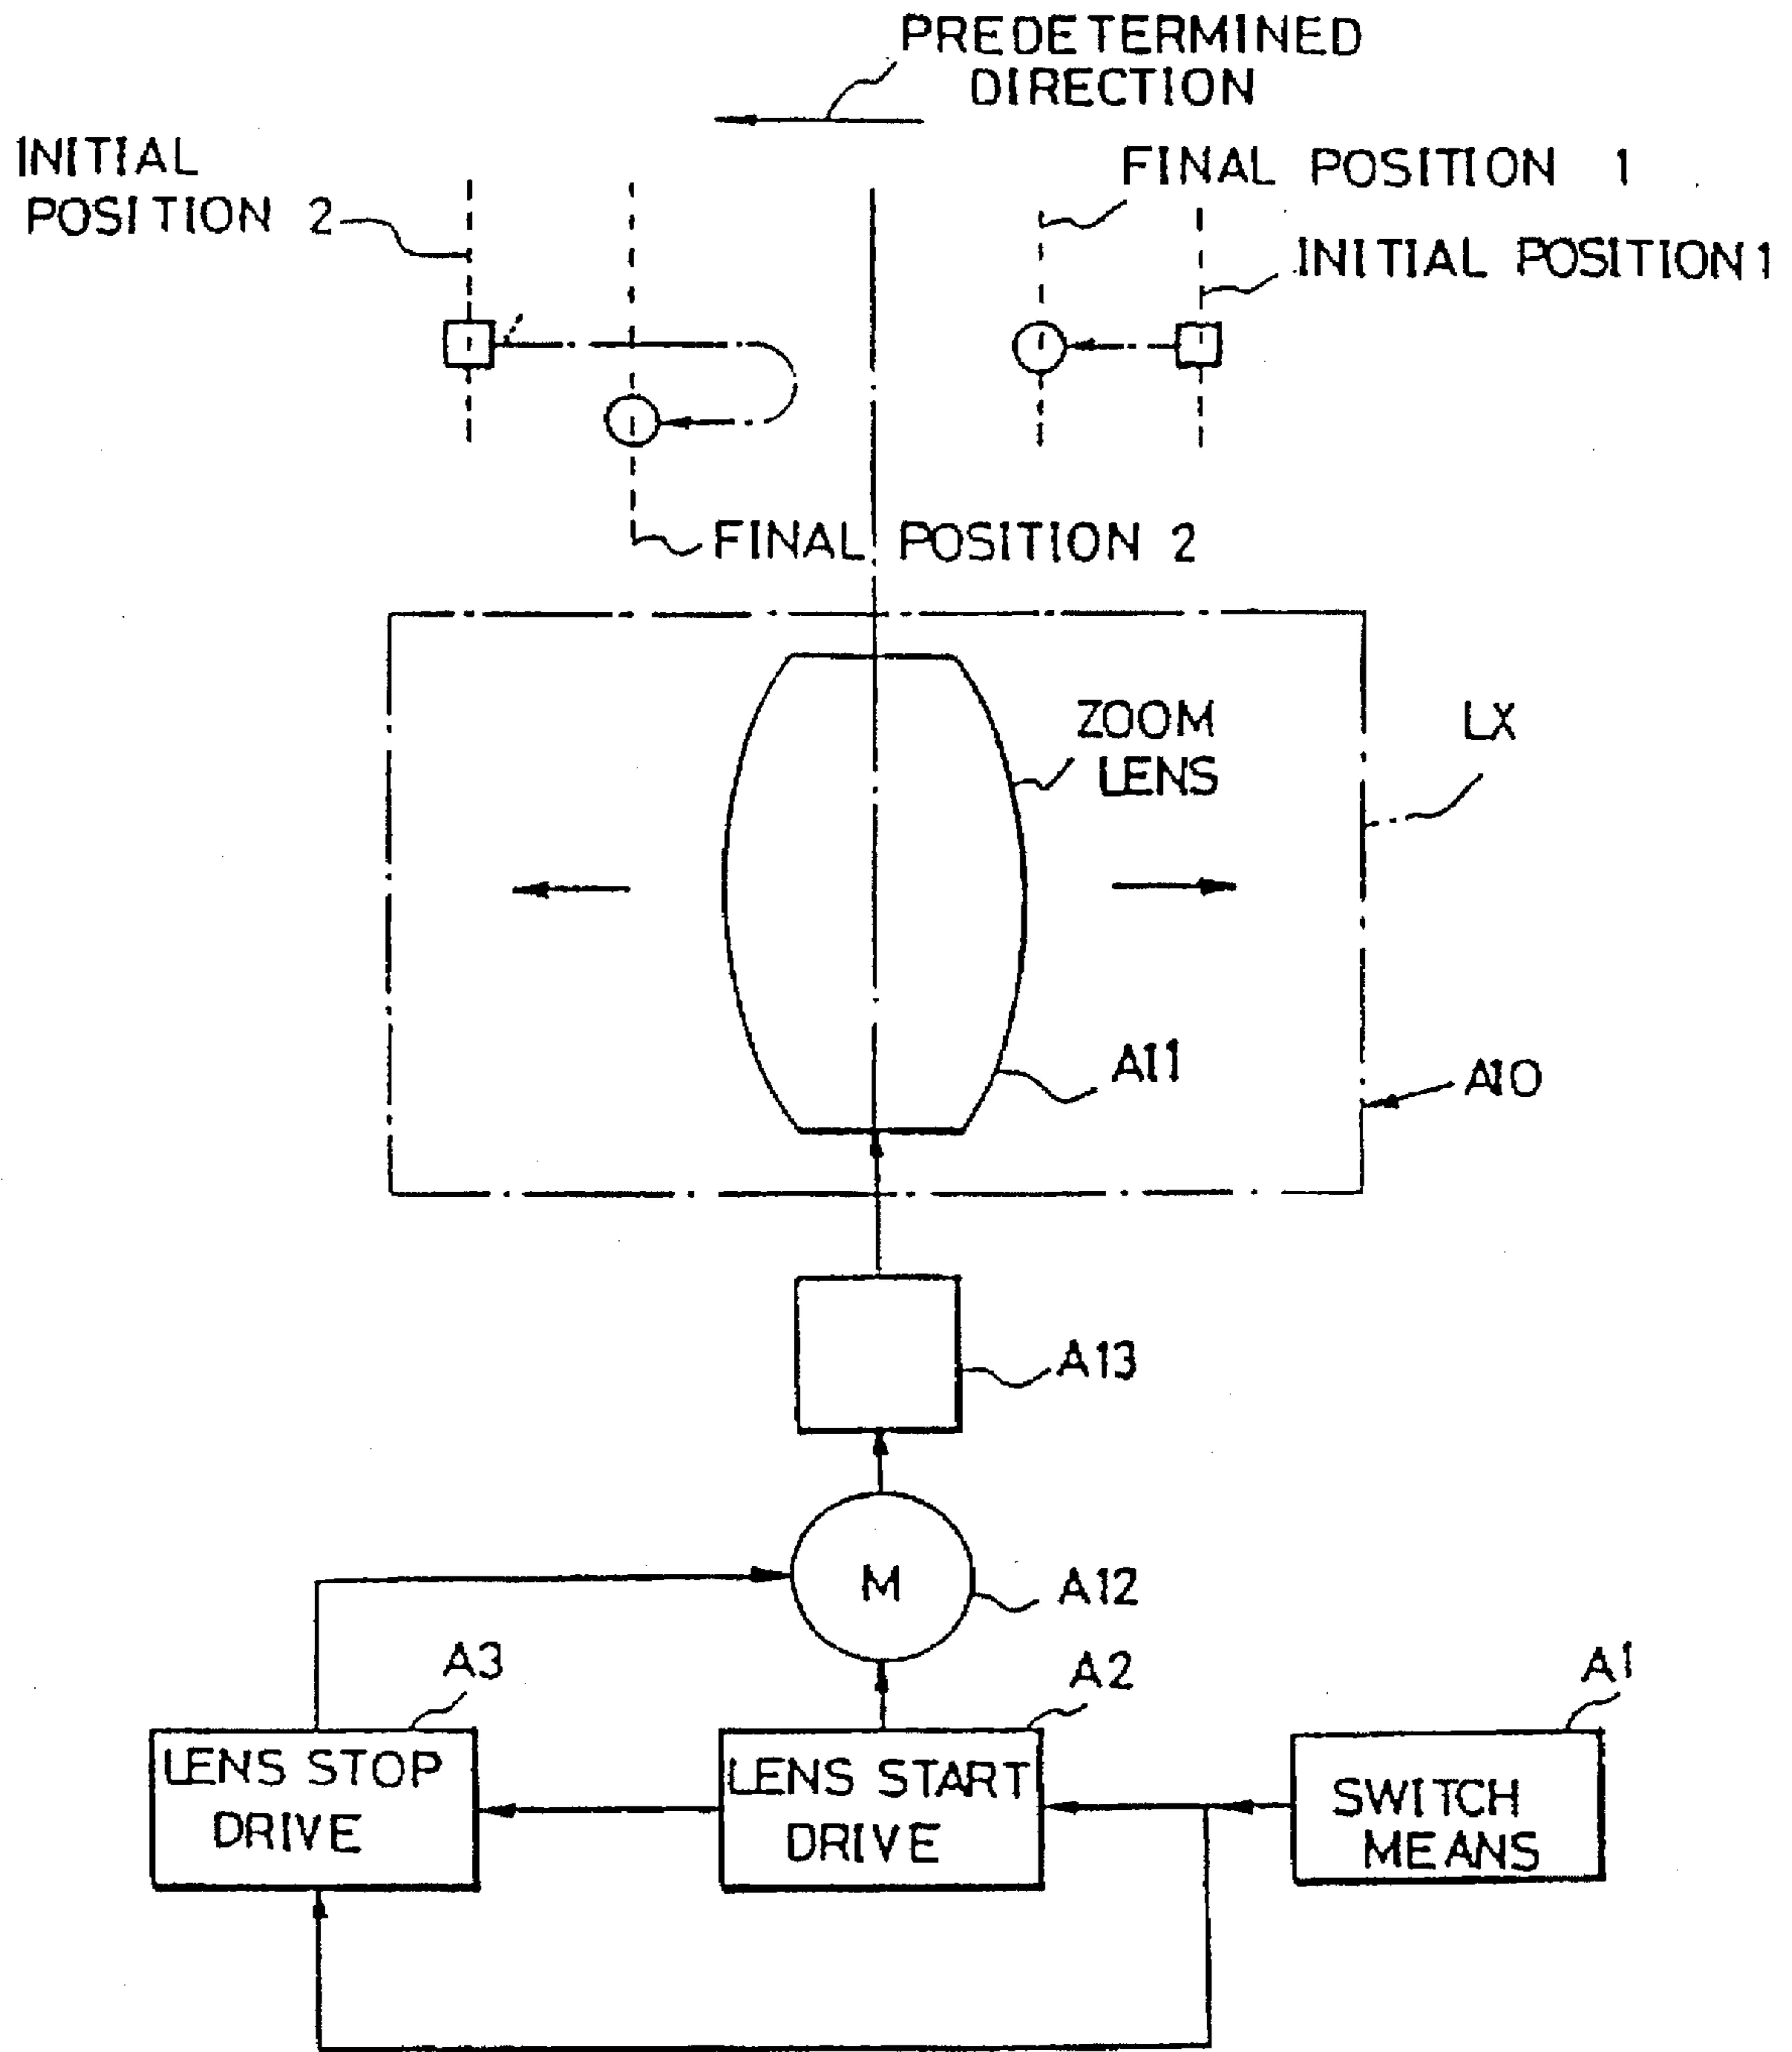 PREDETERMINED
DIRECTION
INITIAL
POSITION 2
FINAL POSITION 1
INITIAL POSITION 1
FINAL POSITION 2
ZOOM
LENS
LX
A11
A10
A13
M
A12
A3
A2
A1
LENS STOP
DRIVE
LENS START
DRIVE
SWITCH
MEANS